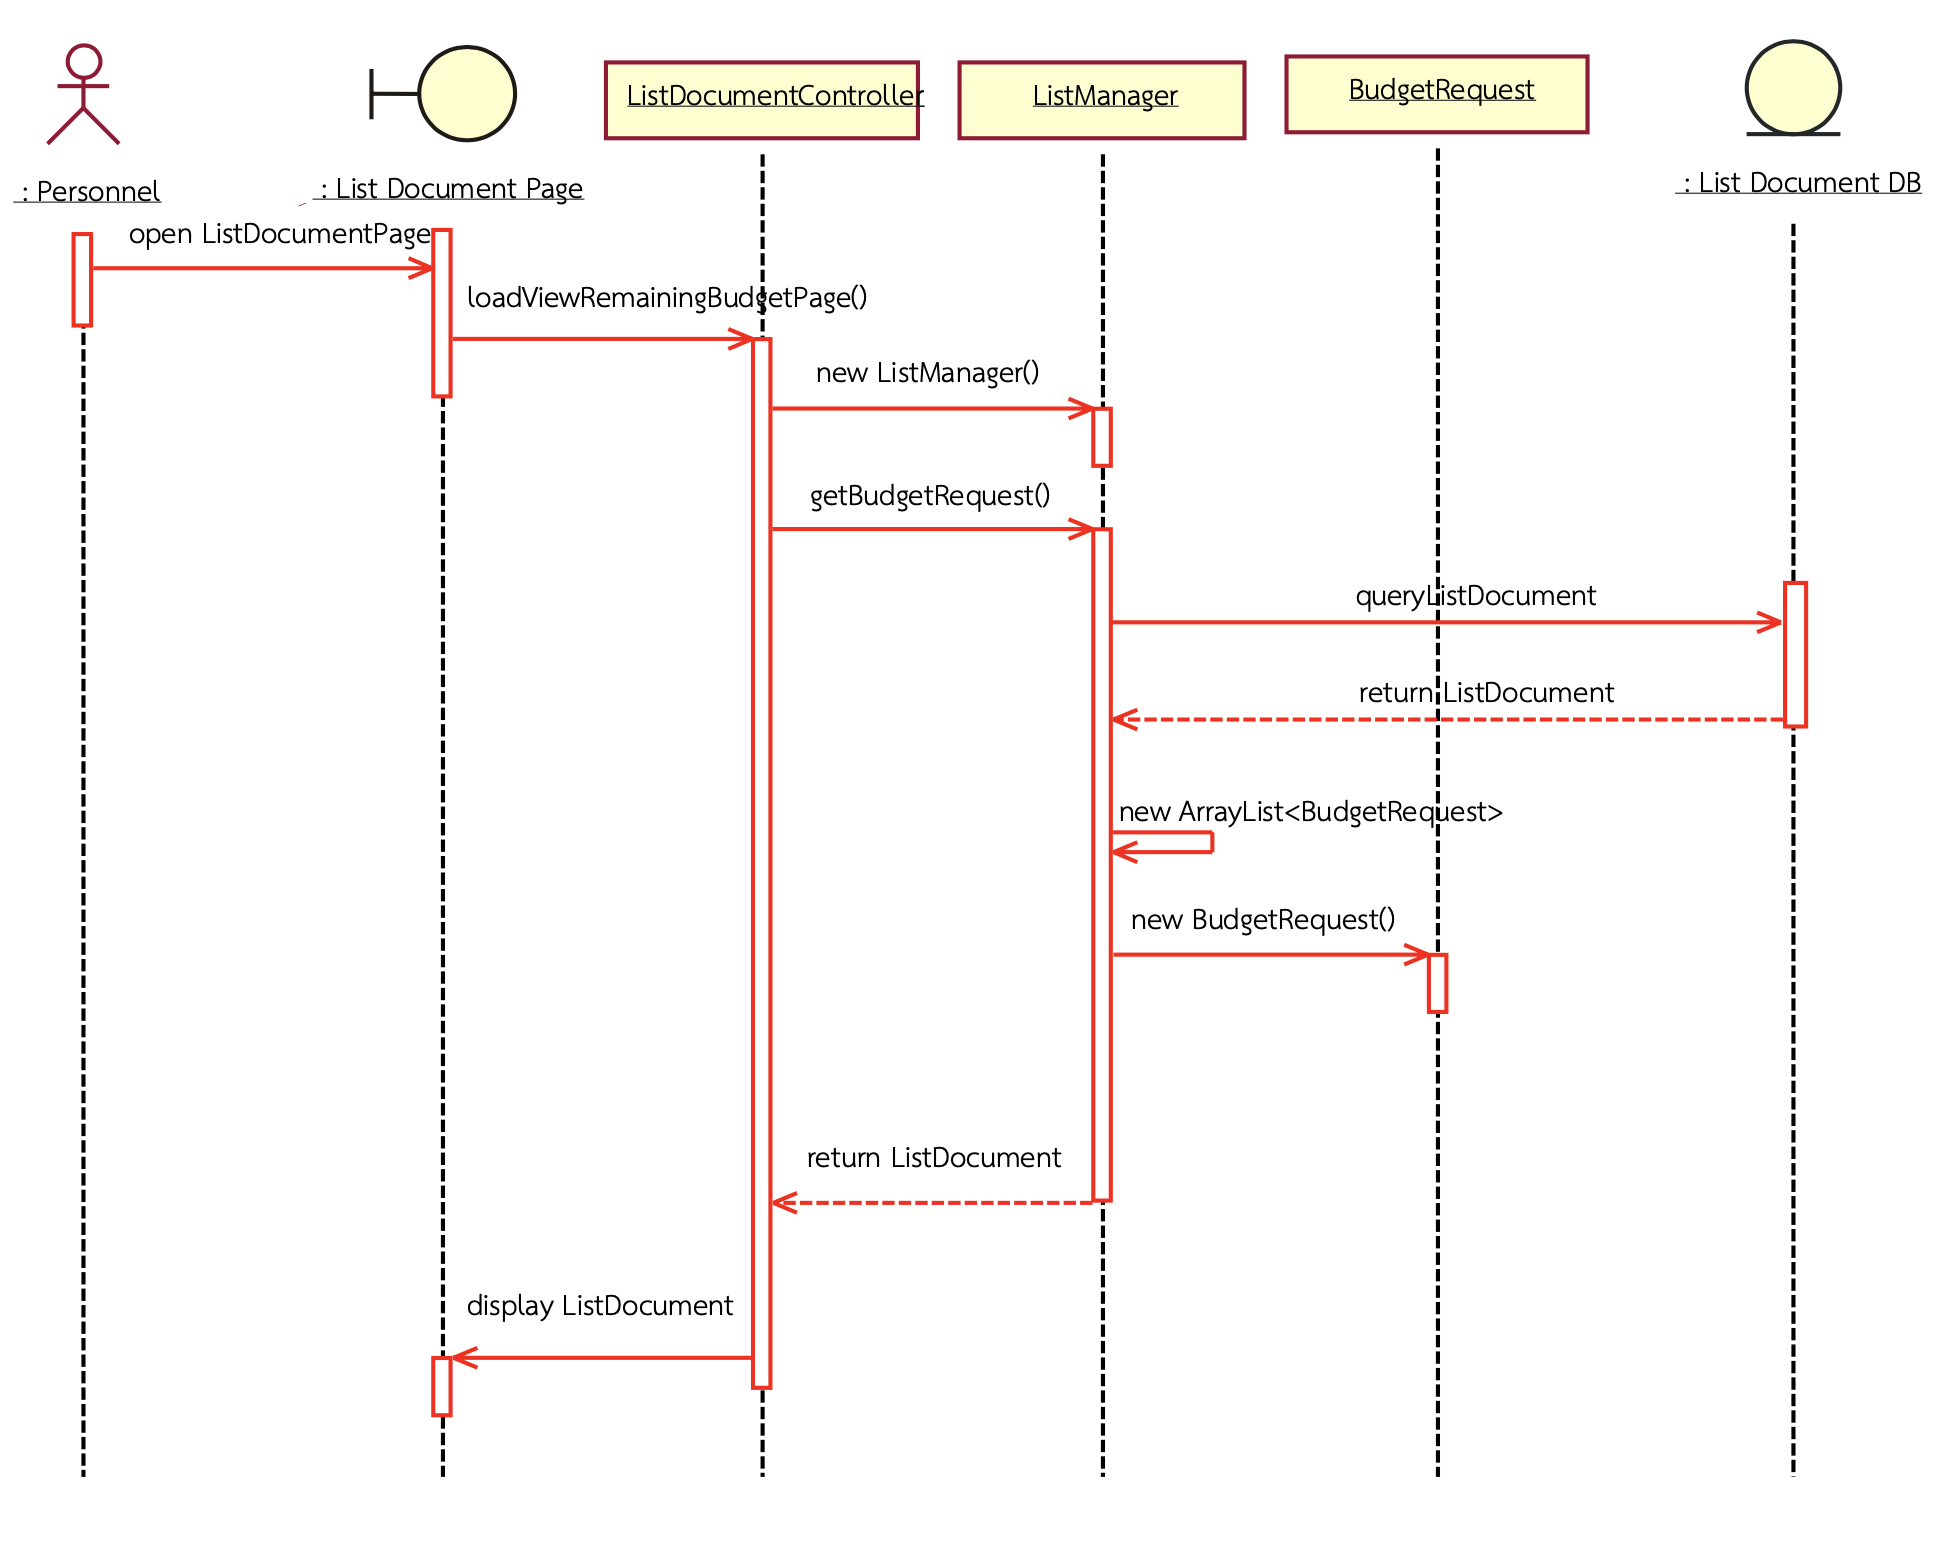 ListDocumentController
ListManager
BudgetRequest
: Personnel
: List Document Page
: List Document DB
open ListDocumentPage
loadViewRemainingBudgetPage()
new ListManager()
getBudgetRequest()
queryListDocument
return ListDocument
new ArrayList<BudgetRequest>
new BudgetRequest()
return ListDocument
display ListDocument